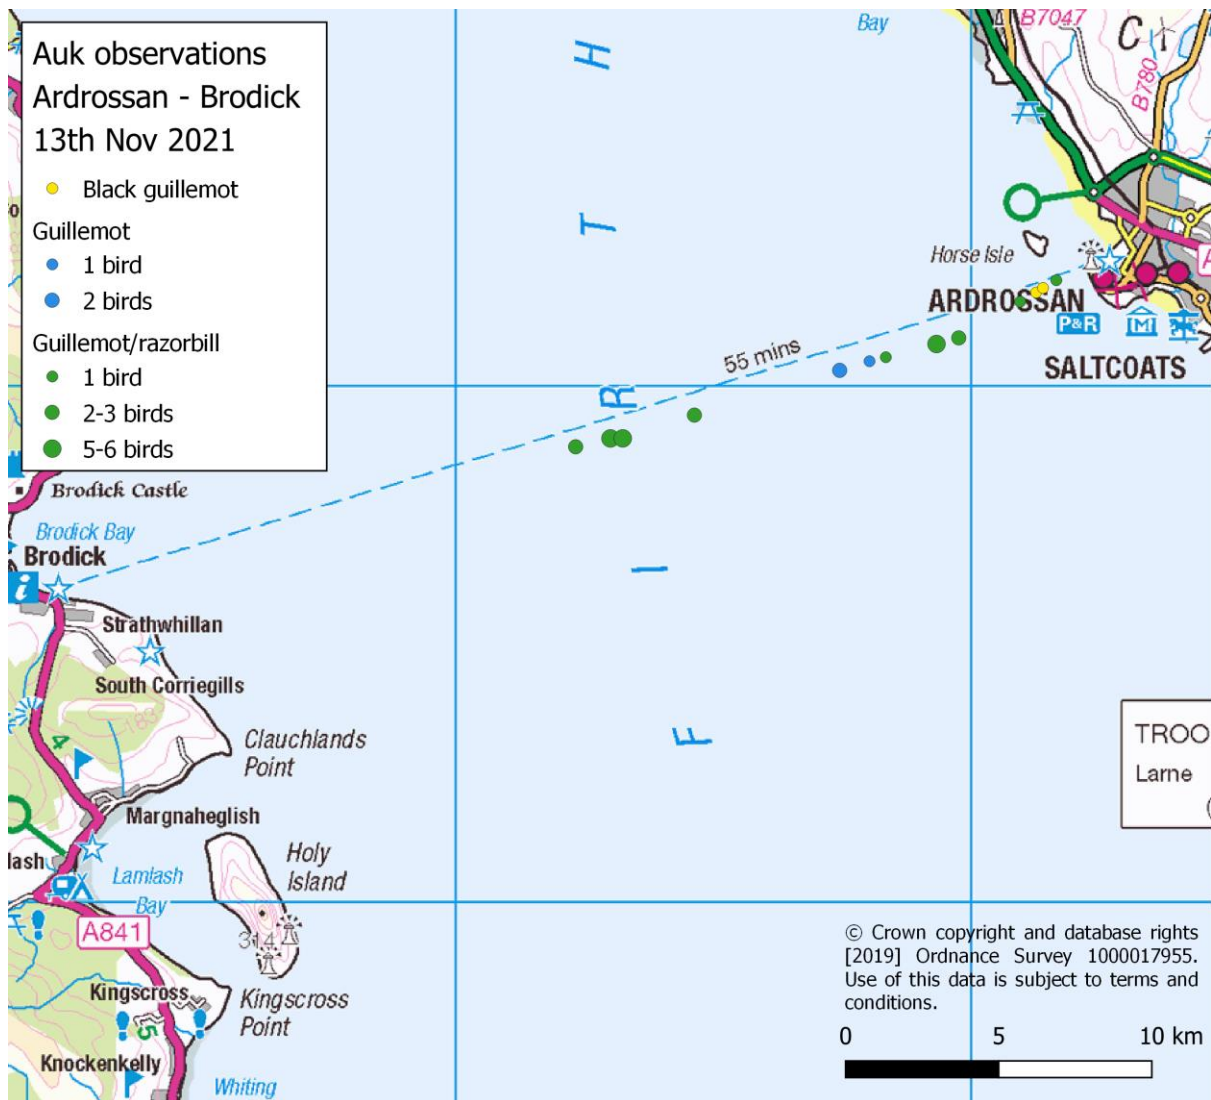 Auk observations
Ardrossan - Brodick
13th Nov 2021
Black guillemot
Guillemot
1 bird
2 birds
Guillemot/razorbill
1 bird
2-3 birds
5-6 birds
Bay
B7047
C
B780
H
T
R
I
F
Horse Isle
ARDROSSAN
A
P&R
M
SALTCOATS
55 mins
Brodick Castle
Brodick Bay
Brodick
i
Strathwhillan
South Corriegills
183
4
Clauchlands
Point
Margnaheglish
lash
Lamlash
Bay
Holy
Island
314
A841
Kingscross
Kingscross
Point
5
Knockenkelly
Whiting
TROO
Larne
© Crown copyright and database rights
[2019] Ordnance Survey 1000017955.
Use of this data is subject to terms and
conditions.
0 5 10 km